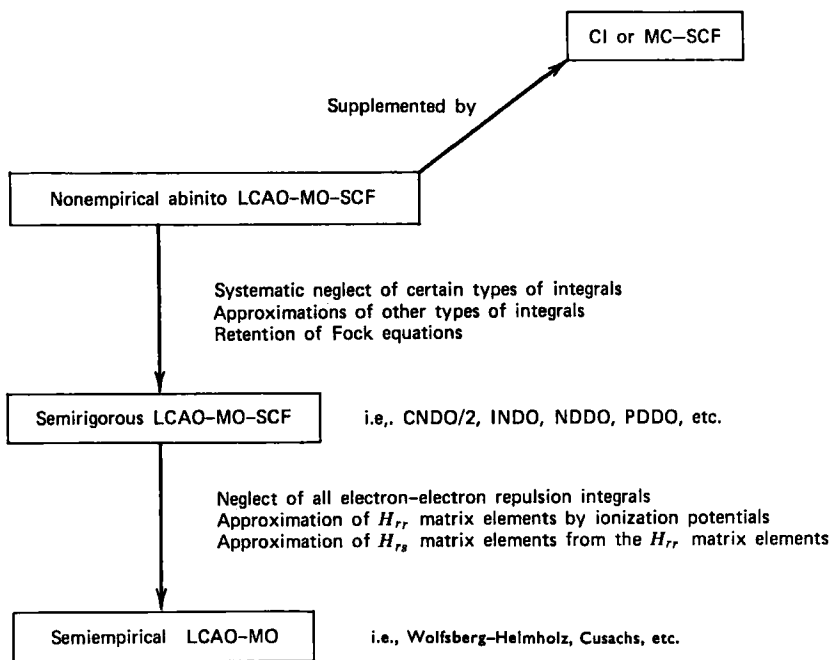 CI or MC-SCF
Supplemented by
Nonempirical abinito LCAO-MO-SCF
Systematic neglect of certain types of integrals
Approximations of other types of integrals
Retention of Fock equations
Semirigorous LCAO-MO-SCF i.e,. CNDO/2, INDO, NDDO, PDDO, etc.
Neglect of all electron-electron repulsion integrals
Approximation of H_rr matrix elements by ionization potentials
Approximation of H_rs matrix elements from the H_rr matrix elements
Semiempirical LCAO-MO i.e., Wolfsberg-Helmholz, Cusachs, etc.